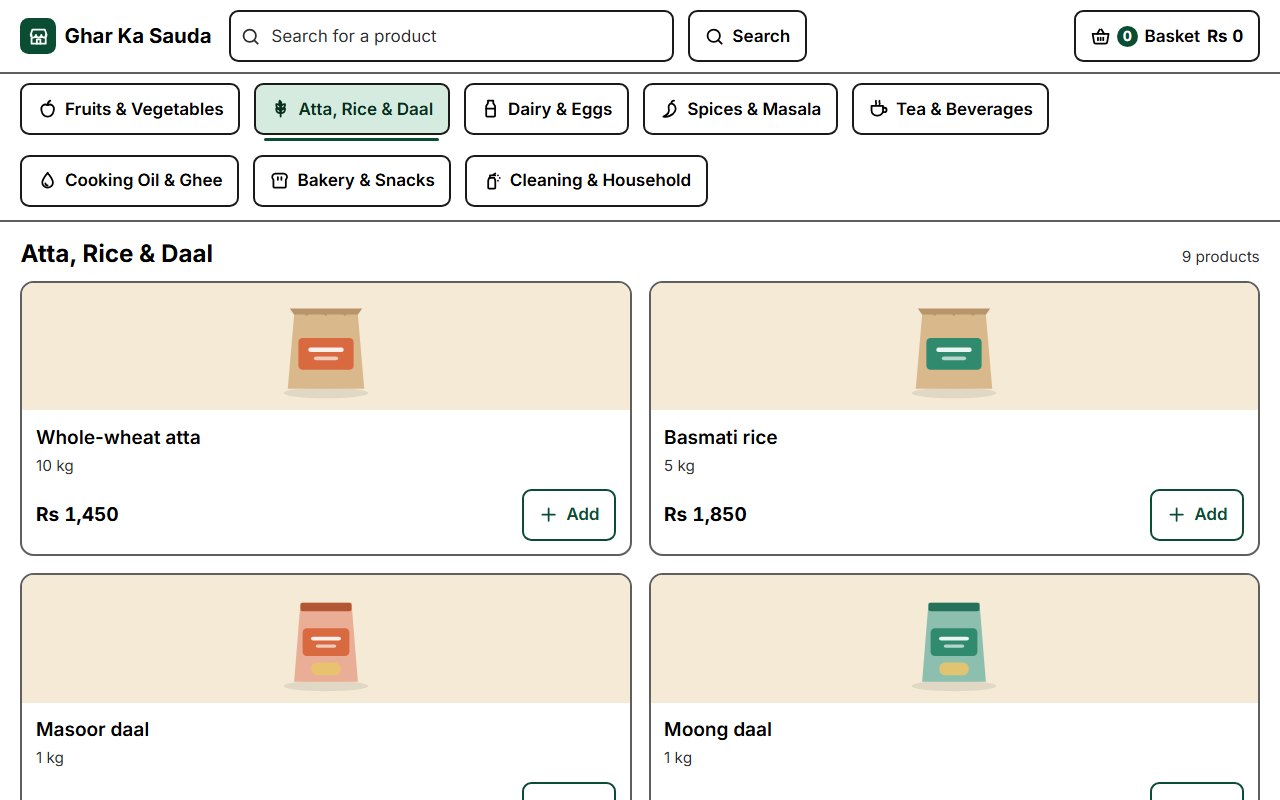 Ghar Ka Sauda
Search for a product
Search
0 Basket Rs 0
Fruits & Vegetables
Atta, Rice & Daal
Dairy & Eggs
Spices & Masala
Tea & Beverages
Cooking Oil & Ghee
Bakery & Snacks
Cleaning & Household
Atta, Rice & Daal
9 products
Whole-wheat atta
10 kg
Rs 1,450
Add
Basmati rice
5 kg
Rs 1,850
Add
Masoor daal
1 kg
Moong daal
1 kg